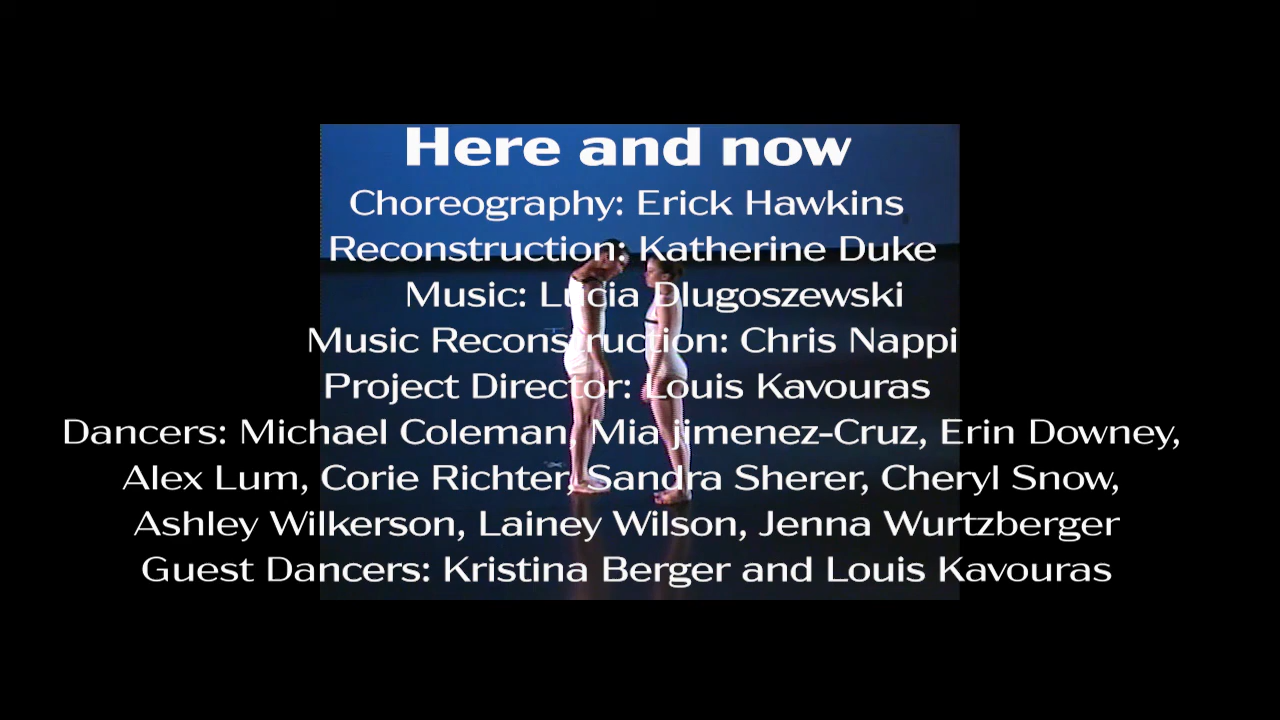 Here and now
Choreography: Erick Hawkins
Reconstruction: Katherine Duke
Music: Lucia Dlugoszewski
Music Reconstruction: Chris Nappi
Project Director: Louis Kavouras
Dancers: Michael Coleman, Mia jimenez-Cruz, Erin Downey,
Alex Lum, Corie Richter, Sandra Sherer, Cheryl Snow,
Ashley Wilkerson, Lainey Wilson, Jenna Wurtzberger
Guest Dancers: Kristina Berger and Louis Kavouras